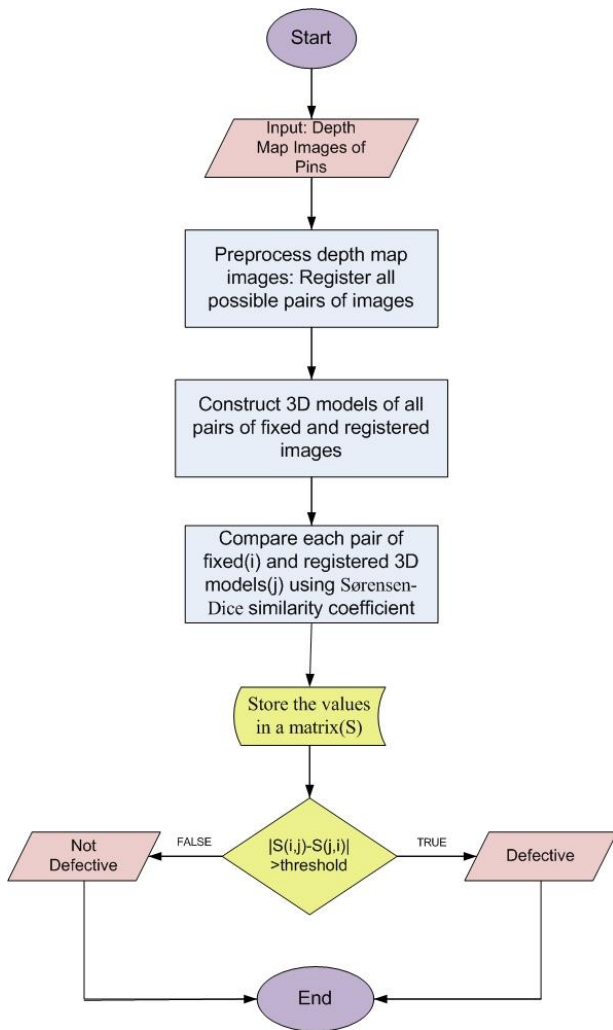 Start
Input: Depth
Map Images of
Pins
Preprocess depth map
images: Register all
possible pairs of images
Construct 3D models of all
pairs of fixed and registered
images
Compare each pair of
fixed(i) and registered 3D
models(j) using Sørensen-
Dice similarity coefficient
Store the values
in a matrix(S)
|S(i,j)-S(j,i)|
>threshold
FALSE
TRUE
Not
Defective
Defective
End